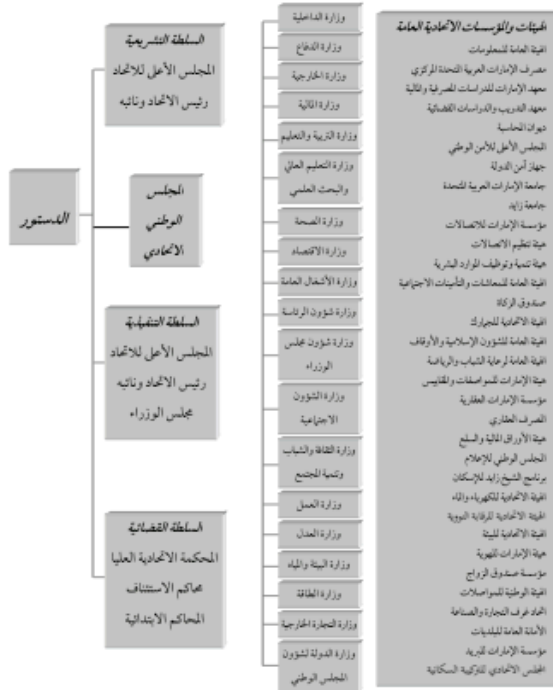 الدستور
السلطة التشريعية
المجلس الأعلى للاتحاد
رئيس الاتحاد ونائبه
المجلس
الوطني
الاتحادي
السلطة التنفيذية
المجلس الأعلى للاتحاد
رئيس الاتحاد ونائبه
مجلس الوزراء
السلطة القضائية
المحكمة الاتحادية العليا
محاكم الاستئناف
المحاكم الابتدائية
وزارة الداخلية
وزارة الدفاع
وزارة الخارجية
وزارة المالية
وزارة التربية والتعليم
وزارة التعليم العالي
والبحث العلمي
وزارة الصحة
وزارة الاقتصاد
وزارة الأشغال العامة
وزارة شؤون الرئاسة
وزارة شؤون مجلس
الوزراء
وزارة الشؤون
الاجتماعية
وزارة الثقافة والشباب
وتنمية المجتمع
وزارة العمل
وزارة العدل
وزارة البيئة والمياه
وزارة الطاقة
وزارة التجارة الخارجية
وزارة الدولة لشؤون
المجلس الوطني
الهيئات والمؤسسات الاتحادية العامة
الهيئة العامة للمعلومات
مصرف الإمارات العربية المتحدة المركزي
معهد الإمارات للدراسات المصرفية والمالية
معهد التدريب والدراسات القضائية
ديوان المحاسبة
المجلس الأعلى للأمن الوطني
جهاز أمن الدولة
جامعة الإمارات العربية المتحدة
جامعة زايد
مؤسسة الإمارات للاتصالات
هيئة تنظيم الاتصالات
هيئة تنمية وتوظيف الموارد البشرية
الهيئة العامة للمعاشات والتأمينات الاجتماعية
صندوق الزكاة
الهيئة الاتحادية للجمارك
الهيئة العامة للشؤون الإسلامية والأوقاف
الهيئة العامة لرعاية الشباب والرياضة
هيئة الإمارات للمواصفات والمقاييس
مؤسسة الإمارات العقارية
المصرف العقاري
هيئة الأوراق المالية والسلع
المجلس الوطني للإعلام
برنامج الشيخ زايد للإسكان
الهيئة الاتحادية للكهرباء والماء
الهيئة الاتحادية للرقابة النووية
الهيئة الاتحادية للبيئة
هيئة الإمارات للهوية
مؤسسة صندوق الزواج
الهيئة الوطنية للمواصلات
اتحاد غرف التجارة والصناعة
الأمانة العامة للبلديات
مؤسسة الإمارات للبريد
المجلس الاتحادي للتركيبة السكانية